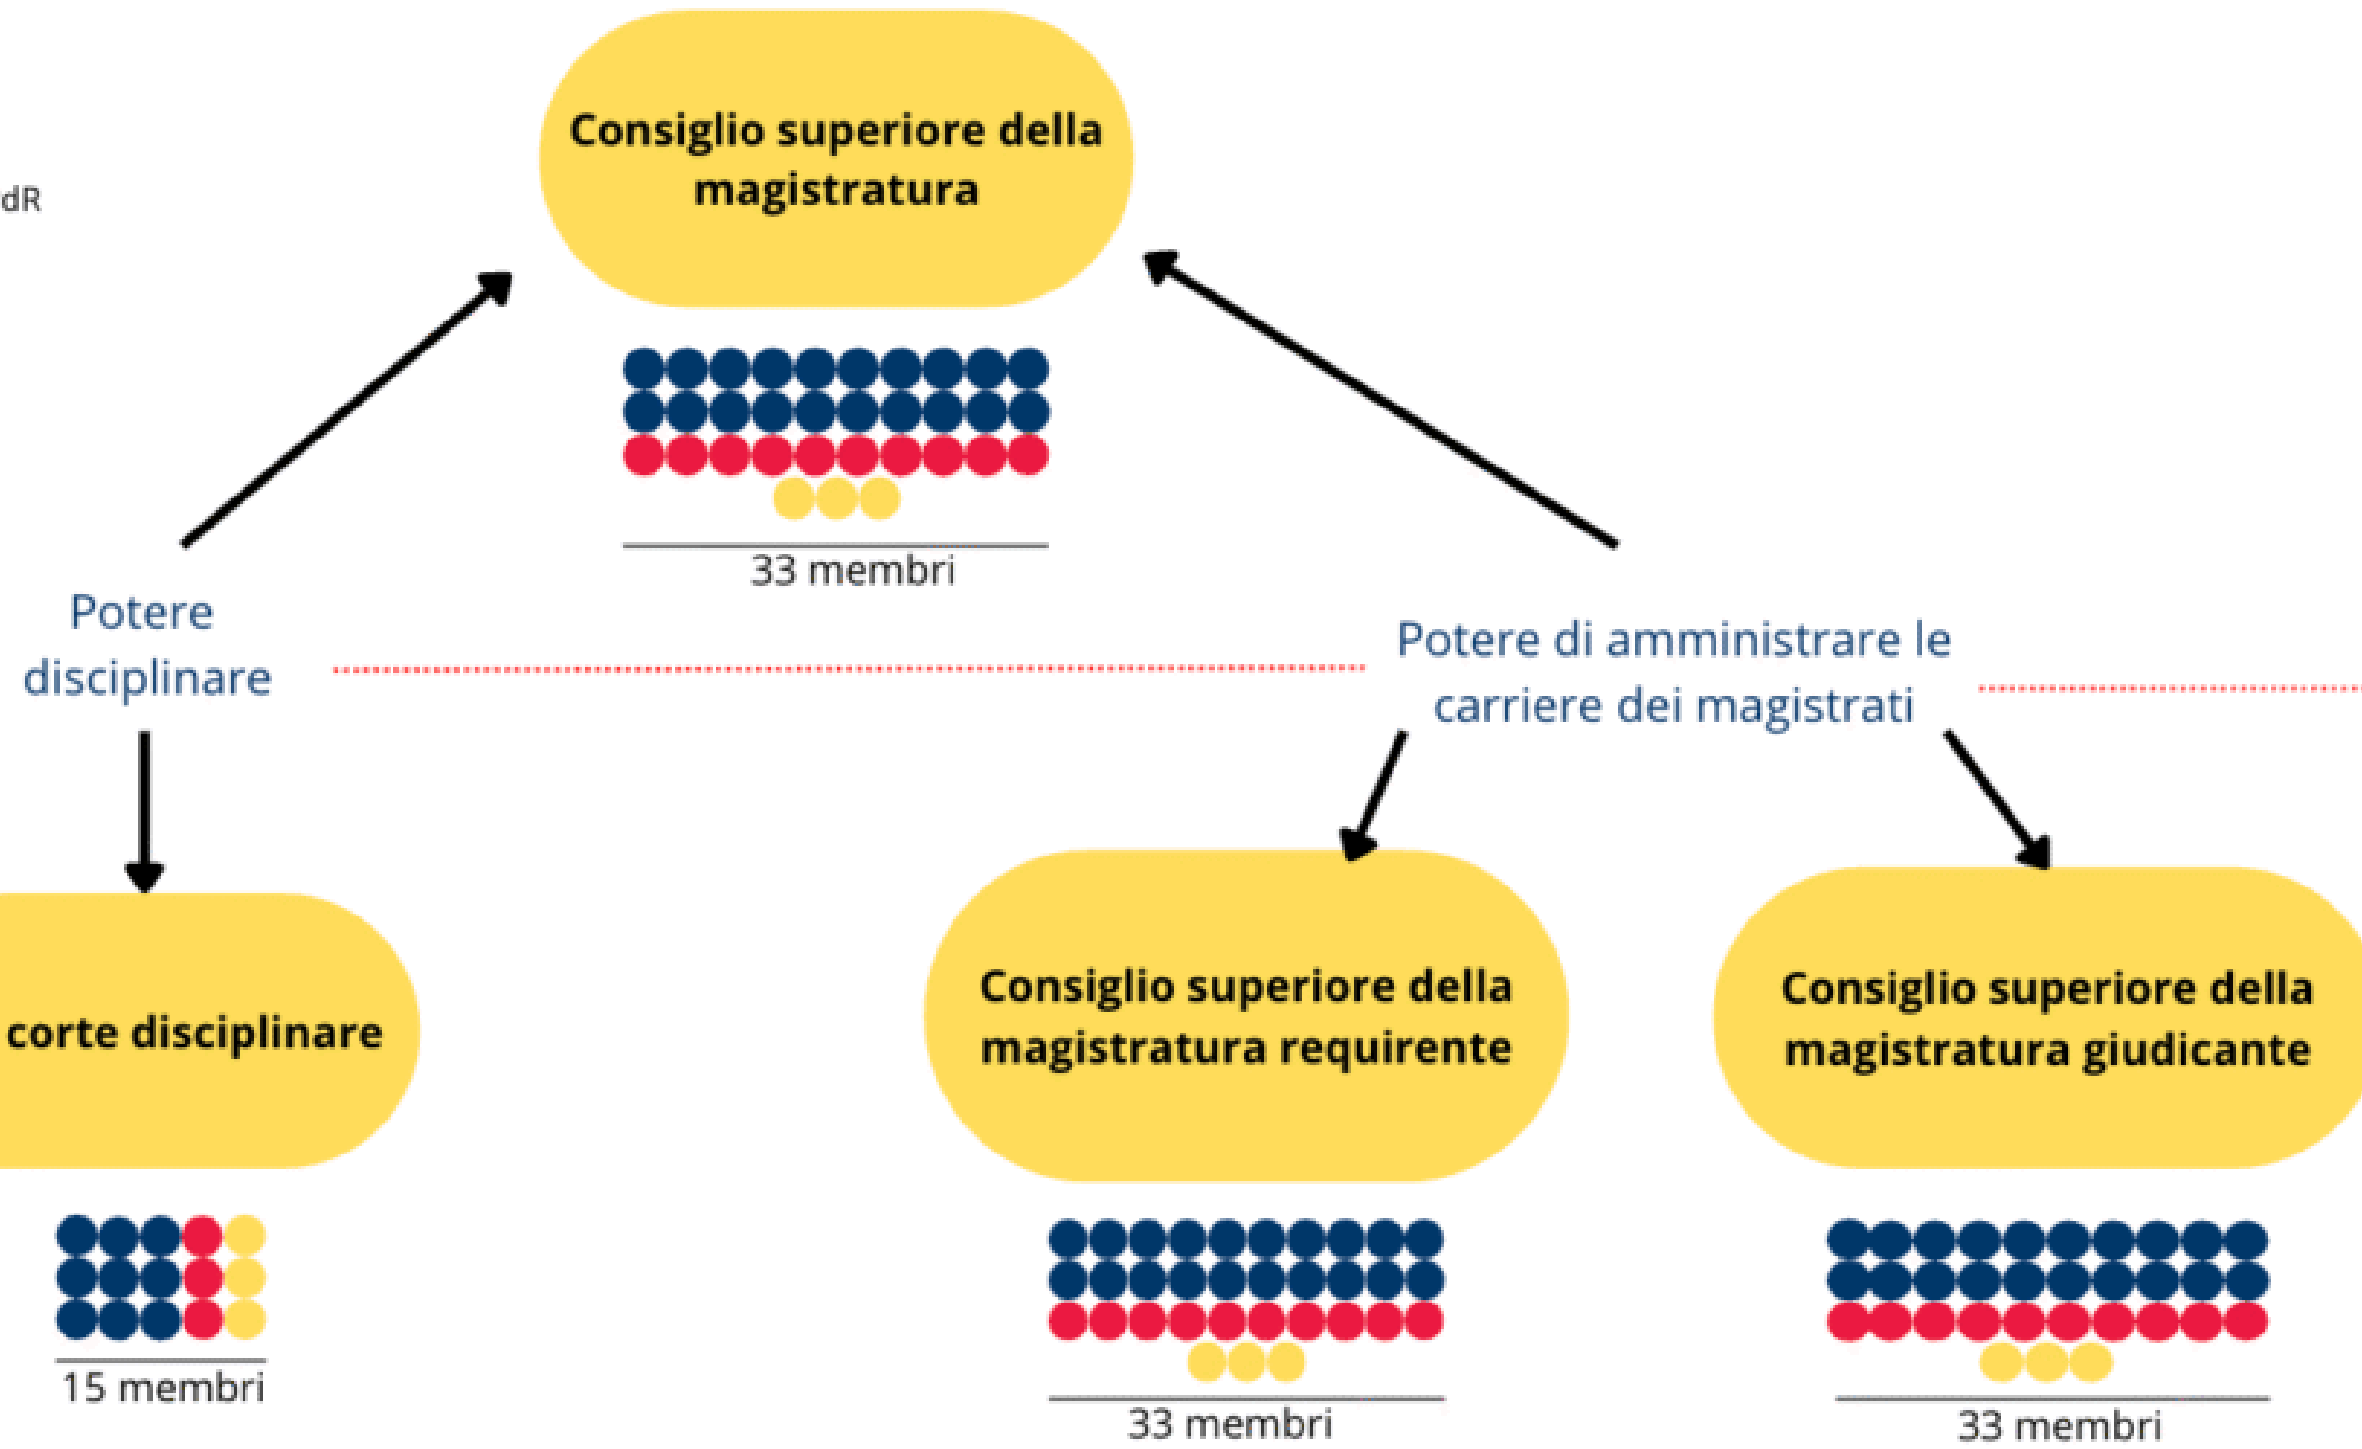 Consiglio superiore della
magistratura
dR
33 membri
Potere
disciplinare
Potere di amministrare le
carriere dei magistrati
corte disciplinare
Consiglio superiore della
magistratura requirente
Consiglio superiore della
magistratura giudicante
15 membri
33 membri
33 membri